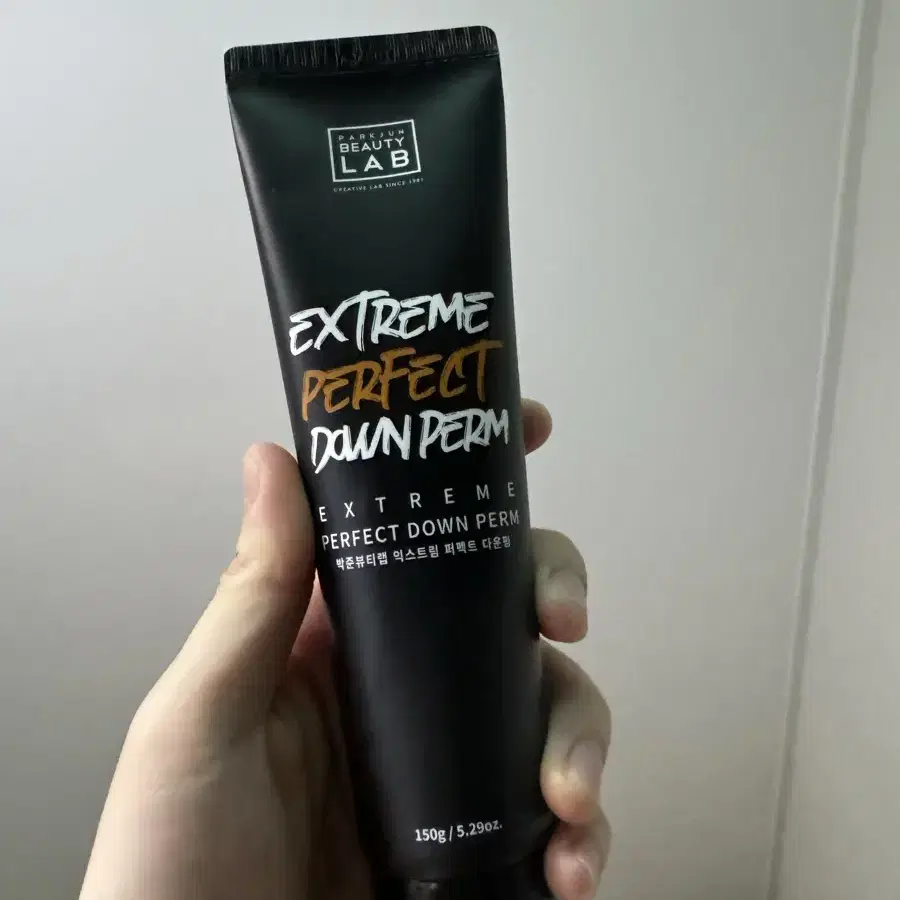 PARKJUN
BEAUTY
LAB
CREATIVE LAB SINCE 1981
EXTREME
PERFECT
DOWN PERM
EXTREME
PERFECT DOWN PERM
박준뷰티랩 익스트림 퍼펙트 다운펌
150g / 5.29oz.